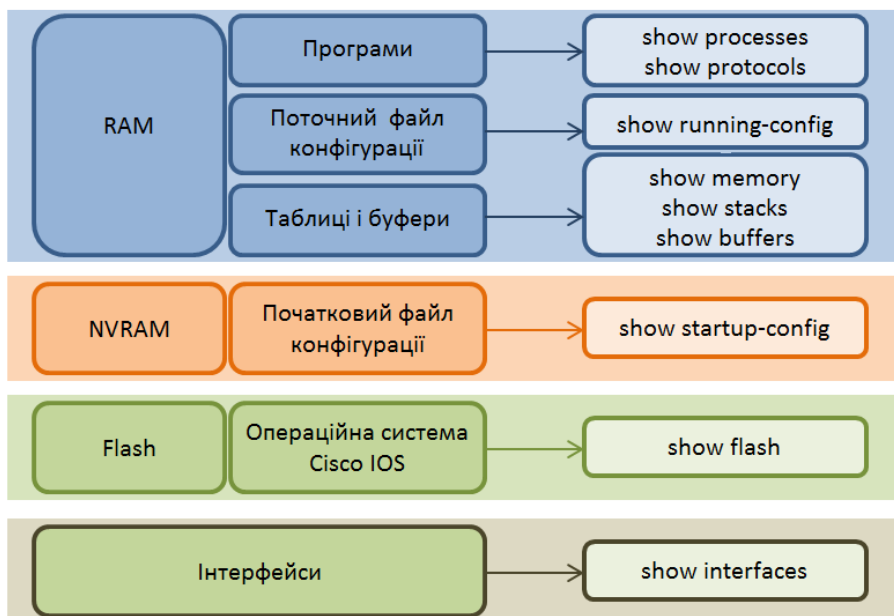 RAM
Програми
show processes
show protocols
Поточний файл
конфігурації
show running-config
Таблиці і буфери
show memory
show stacks
show buffers
NVRAM
Початковий файл
конфігурації
show startup-config
Flash
Операційна система
Cisco IOS
show flash
Інтерфейси
show interfaces